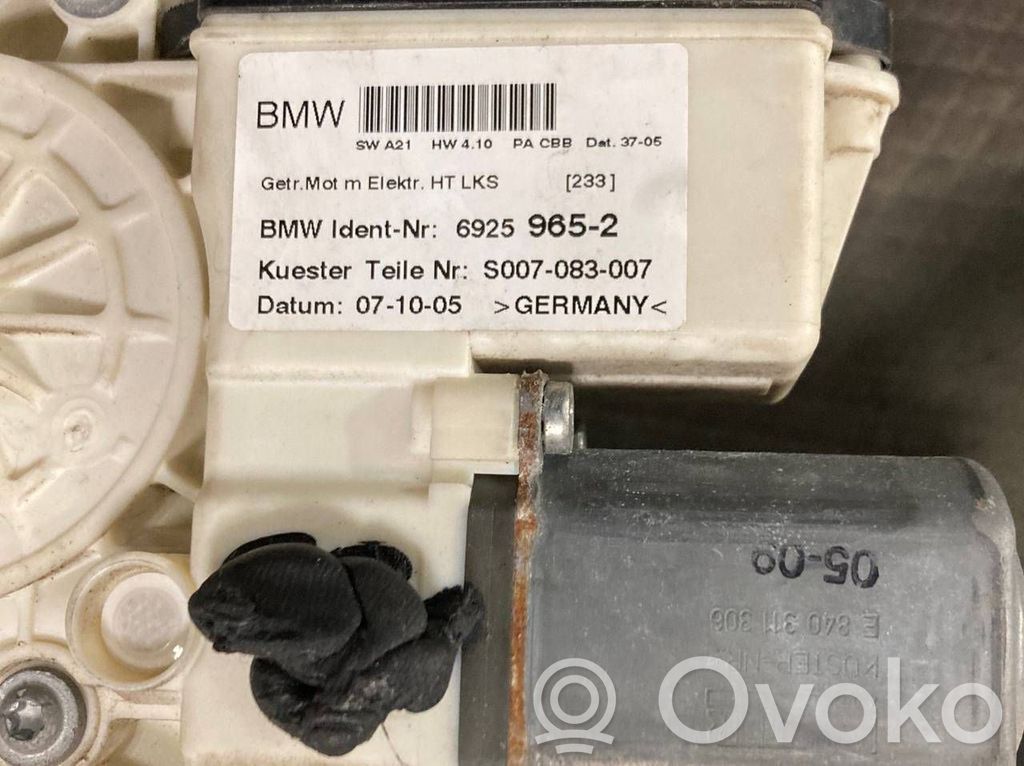 BMW
SW A21 HW 4.10 PA CBB Dat. 37-05
Getr.Mot m Elektr. HT LKS [233]
BMW Ident-Nr: 6925 965-2
Kuester Teile Nr: S007-083-007
Datum: 07-10-05 >GERMANY<
05-09
E 840 311 306
KÜSTER-NR.
Ovoko